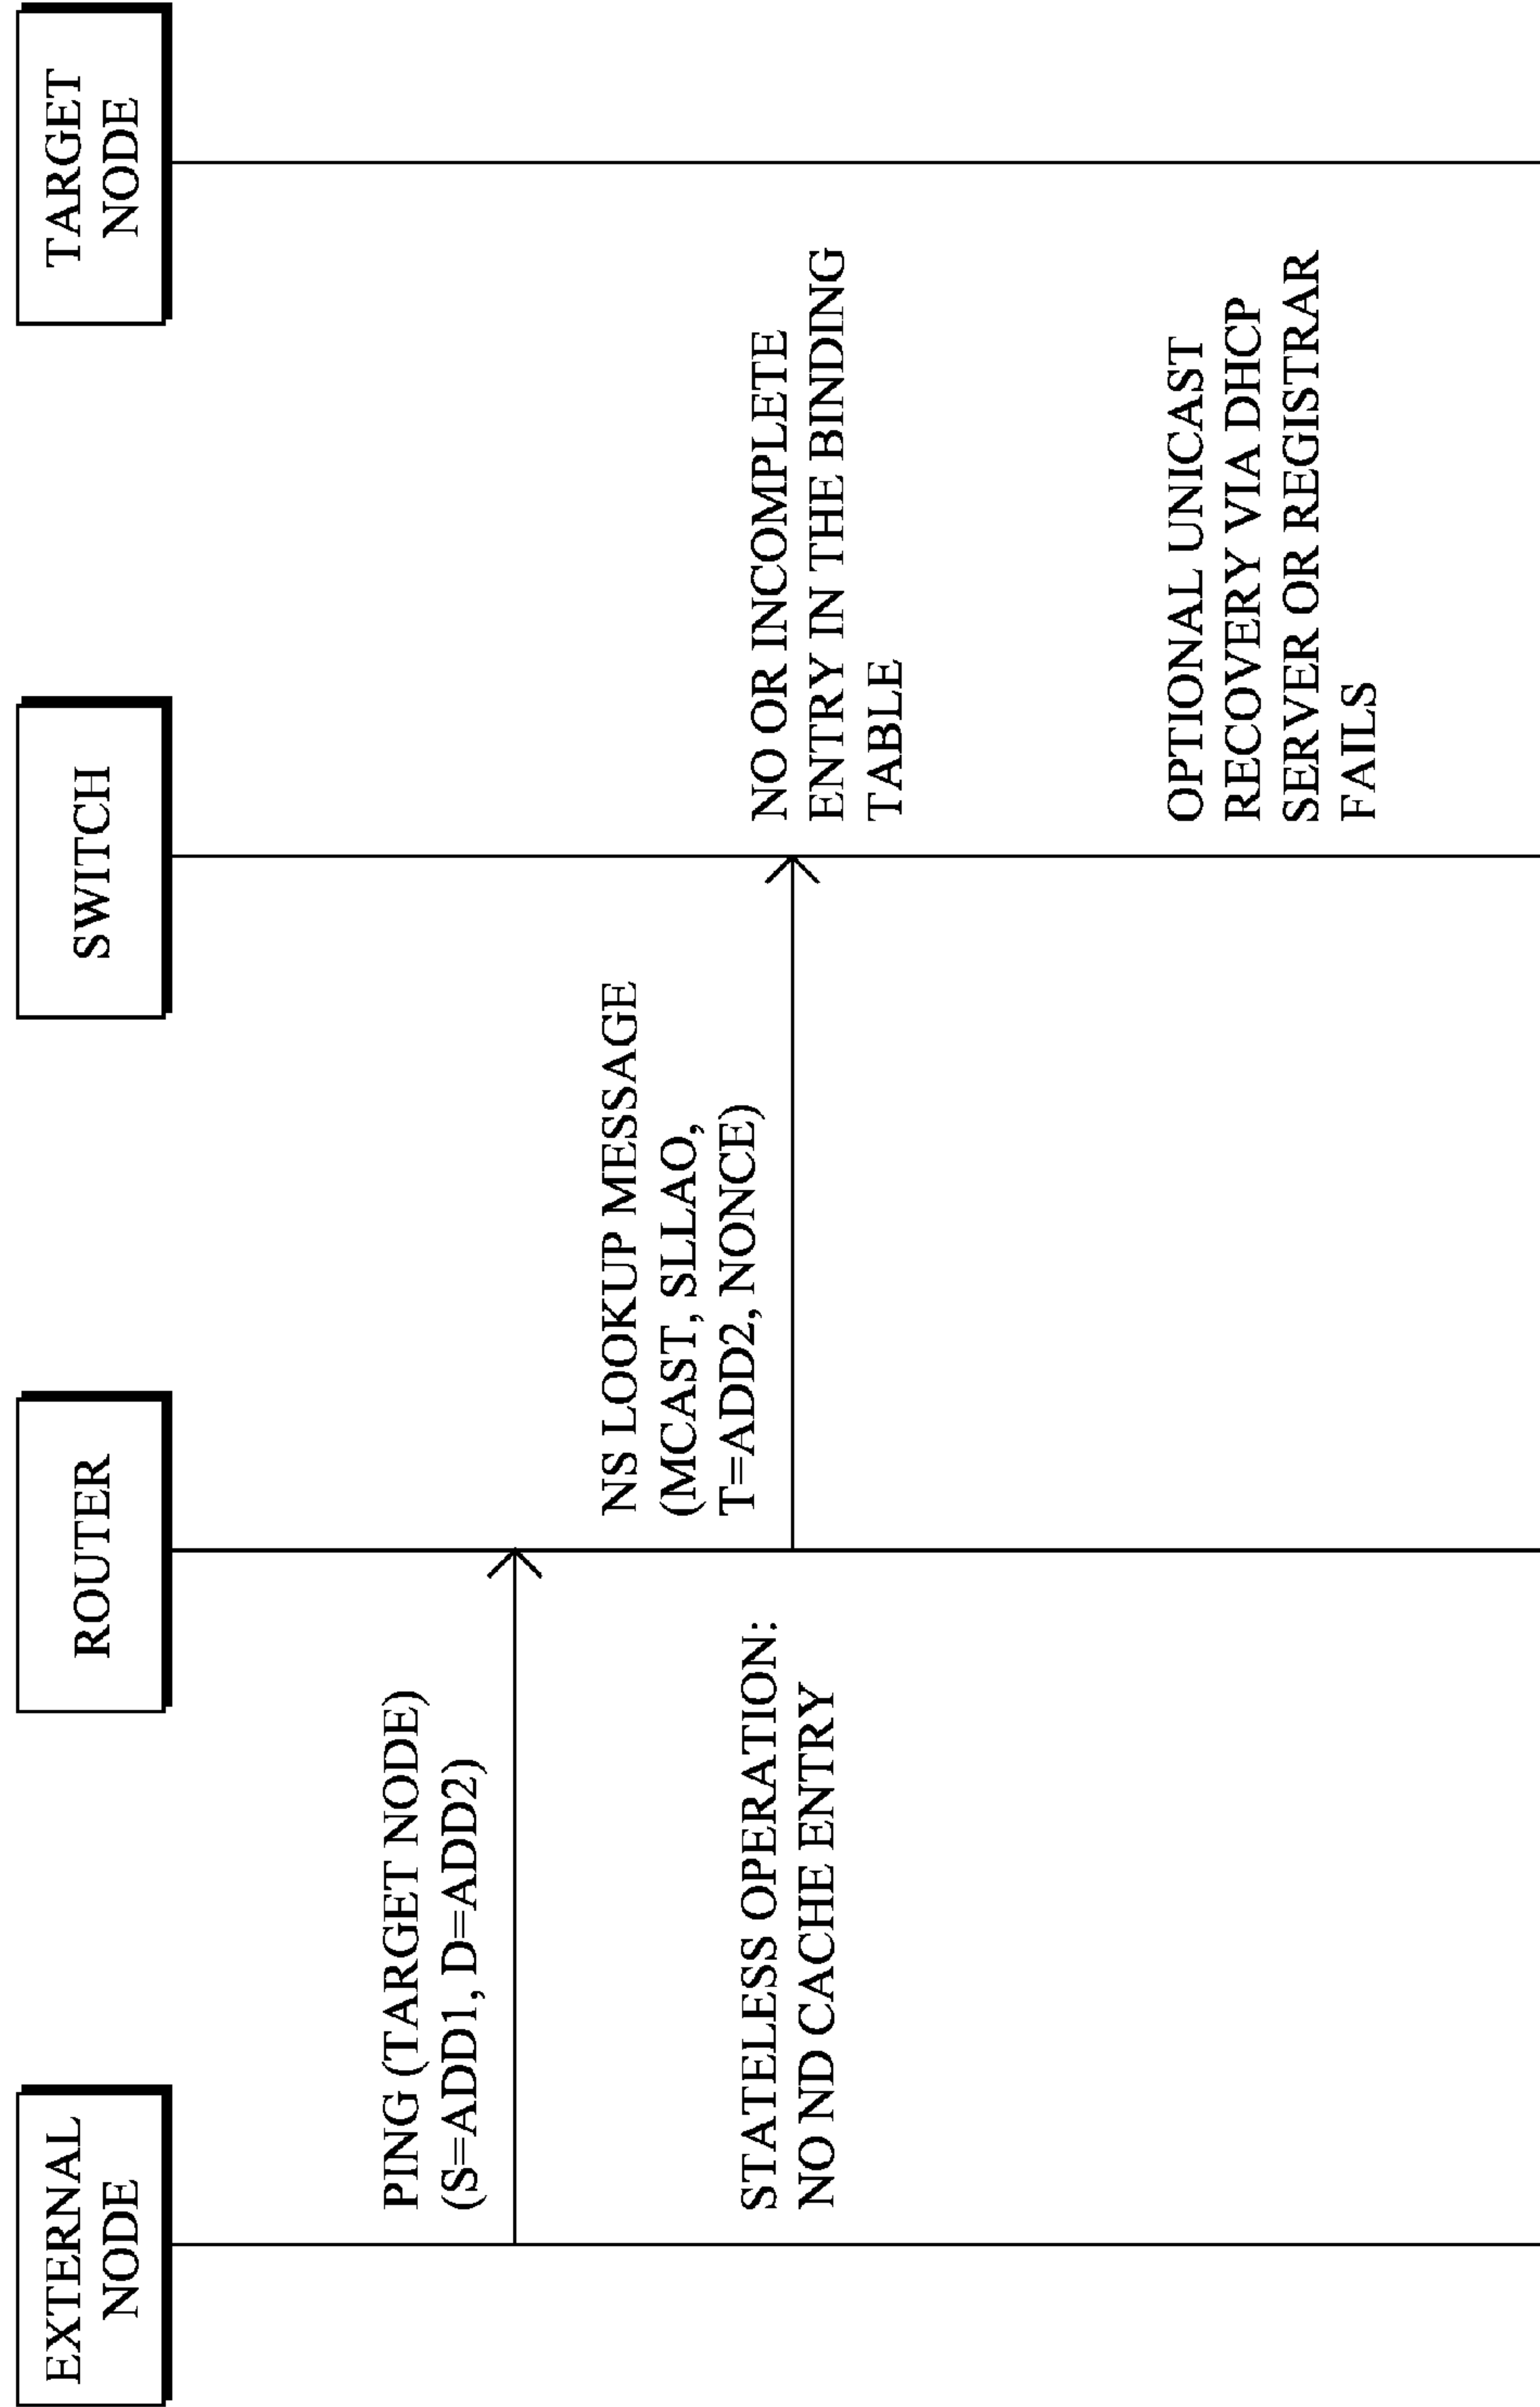 EXTERNAL
NODE
ROUTER
SWITCH
TARGET
NODE
PING (TARGET NODE)
(S=ADD1, D=ADD2)
NS LOOKUP MESSAGE
(MCAST, SLLAO,
T=ADD2, NONCE)
STATELESS OPERATION:
NO ND CACHE ENTRY
NO OR INCOMPLETE
ENTRY IN THE BINDING
TABLE
OPTIONAL UNICAST
RECOVERY VIA DHCP
SERVER OR REGISTRAR
FAILS